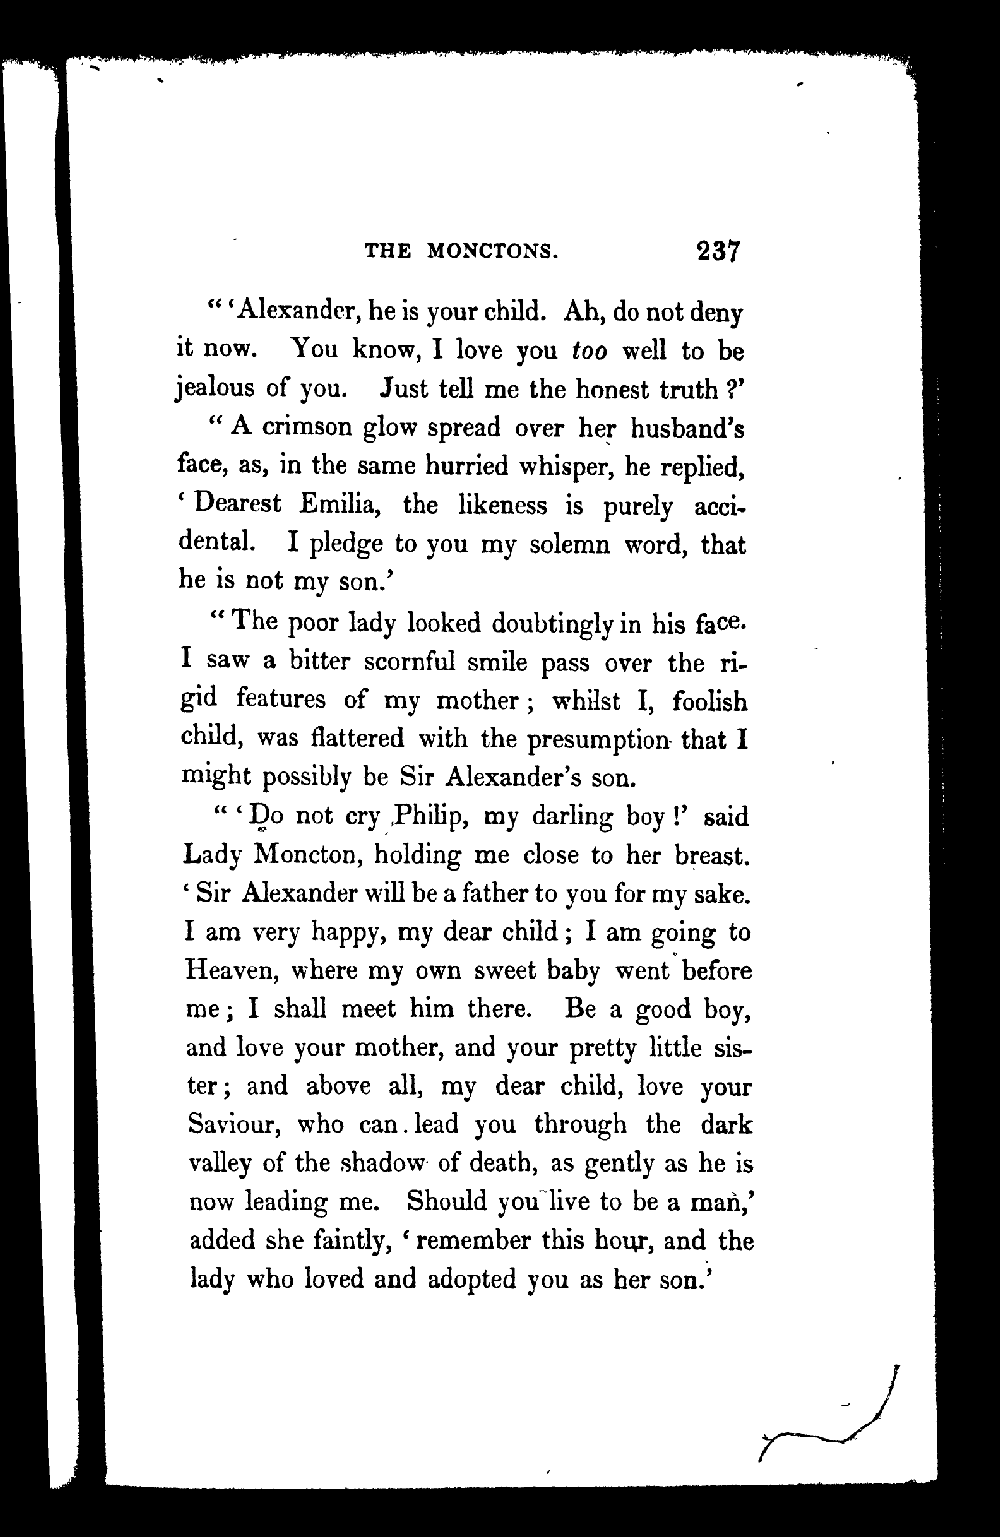 THE MONCTONS. 237
“ ‘Alexander, he is your child. Ah, do not deny
it now. You know, I love you too well to be
jealous of you. Just tell me the honest truth ?’
“ A crimson glow spread over her husband’s
face, as, in the same hurried whisper, he replied,
‘ Dearest Emilia, the likeness is purely acci-
dental. I pledge to you my solemn word, that
he is not my son.’
“ The poor lady looked doubtingly in his face.
I saw a bitter scornful smile pass over the ri-
gid features of my mother ; whilst I, foolish
child, was flattered with the presumption that I
might possibly be Sir Alexander’s son.
“ ‘ Do not cry Philip, my darling boy !’ said
Lady Moncton, holding me close to her breast.
‘ Sir Alexander will be a father to you for my sake.
I am very happy, my dear child ; I am going to
Heaven, where my own sweet baby went before
me ; I shall meet him there. Be a good boy,
and love your mother, and your pretty little sis-
ter ; and above all, my dear child, love your
Saviour, who can lead you through the dark
valley of the shadow of death, as gently as he is
now leading me. Should you live to be a man,’
added she faintly, ‘ remember this hour, and the
lady who loved and adopted you as her son.’